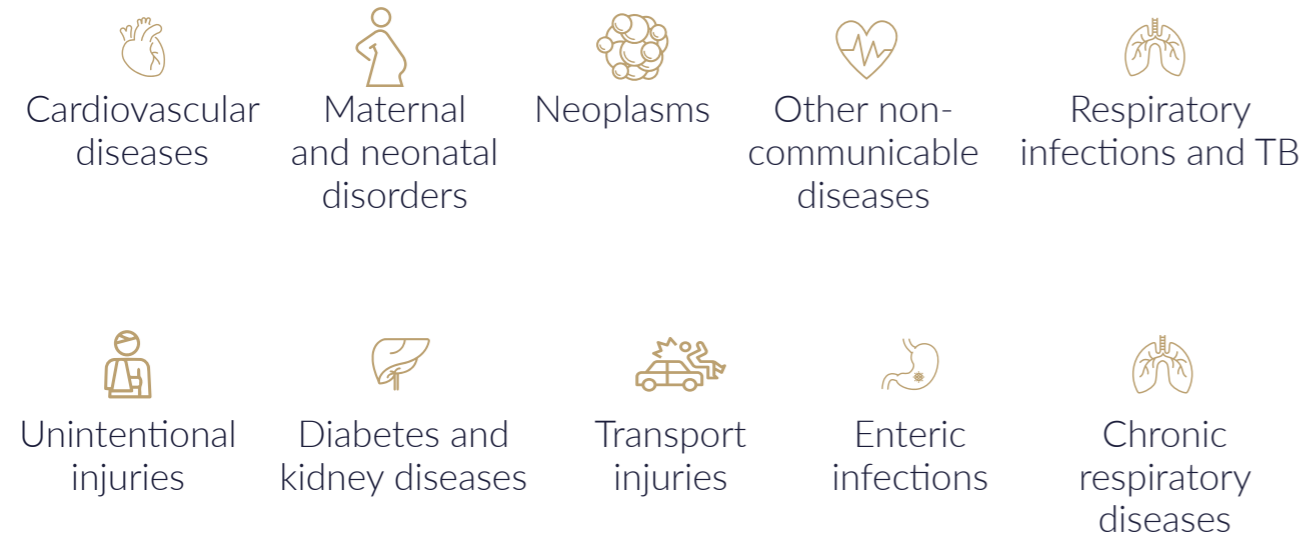 Cardiovascular
diseases
Maternal
and neonatal
disorders
Neoplasms
Other non-
communicable
diseases
Respiratory
infections and TB
Unintentional
injuries
Diabetes and
kidney diseases
Transport
injuries
Enteric
infections
Chronic
respiratory
diseases